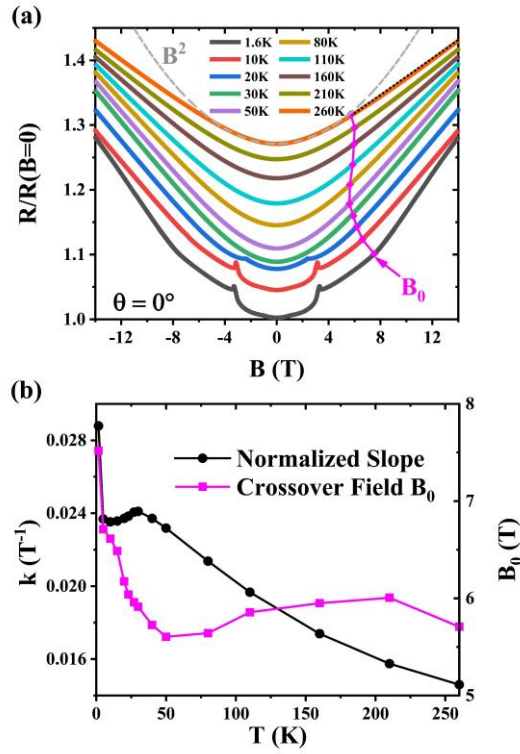 (a)
B²
1.6K 80K
10K 110K
20K 160K
30K 210K
50K 260K
R/R(B=0)
1.4
1.3
1.2
1.1
1.0
θ = 0°
B₀
-12 -8 -4 0 4 8 12
B (T)
(b)
k (T⁻¹)
0.028
0.024
0.020
0.016
Normalized Slope
Crossover Field B₀
8
7
6
5
B₀ (T)
0 50 100 150 200 250
T (K)